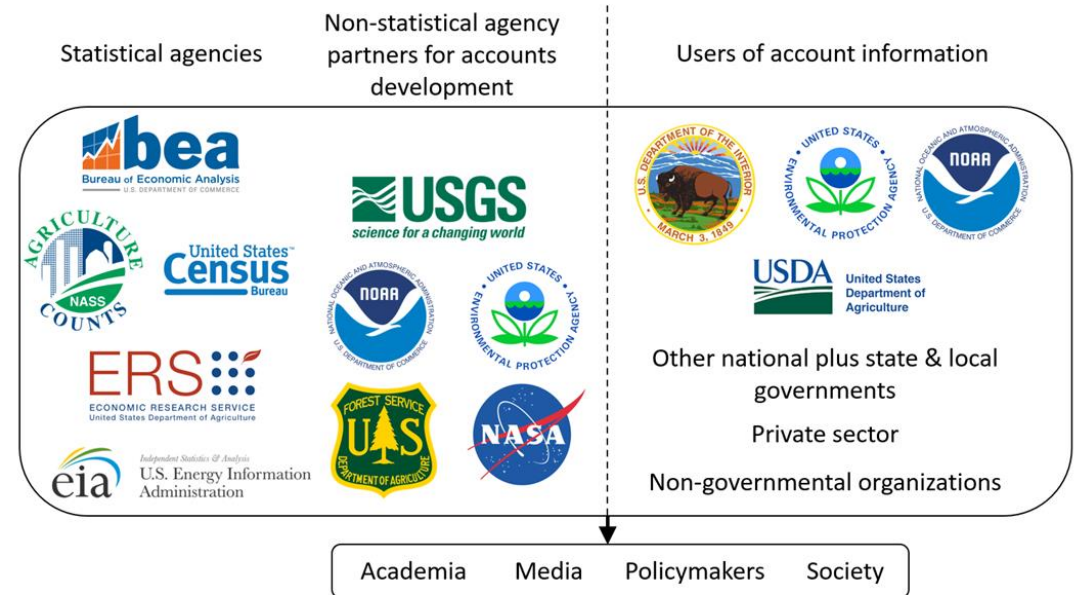 Statistical agencies
Non-statistical agency
partners for accounts
development
Users of account information
bea
Bureau of Economic Analysis
U.S. DEPARTMENT OF COMMERCE
AGRICULTURE
NASS
COUNTS
United States™
Census
Bureau
ERS
ECONOMIC RESEARCH SERVICE
United States Department of Agriculture
eia
Independent Statistics & Analysis
U.S. Energy Information
Administration
USGS
science for a changing world
NATIONAL OCEANIC AND ATMOSPHERIC ADMINISTRATION
NOAA
U.S. DEPARTMENT OF COMMERCE
UNITED STATES
ENVIRONMENTAL PROTECTION AGENCY
FOREST SERVICE
U S
DEPARTMENT OF AGRICULTURE
NASA
U.S. DEPARTMENT OF THE INTERIOR
MARCH 3, 1849
UNITED STATES
ENVIRONMENTAL PROTECTION AGENCY
NATIONAL OCEANIC AND ATMOSPHERIC ADMINISTRATION
NOAA
U.S. DEPARTMENT OF COMMERCE
USDA
United States
Department of
Agriculture
Other national plus state & local
governments
Private sector
Non-governmental organizations
Academia Media Policymakers Society